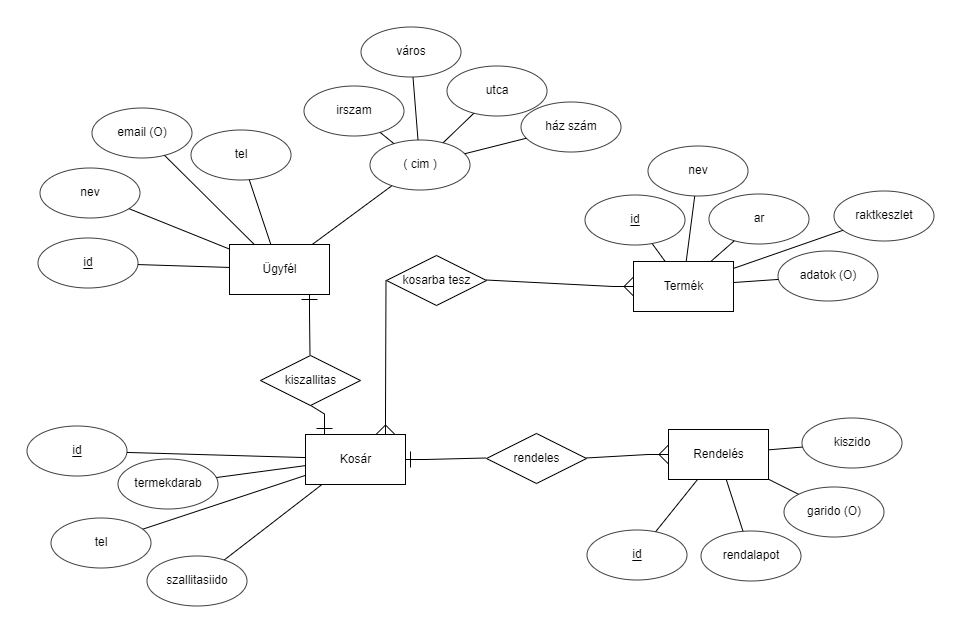 város
utca
irszam
ház szám
email (O)
tel
( cim )
nev
nev
id
ar
raktkeszlet
id
Ügyfél
kosarba tesz
Termék
adatok (O)
kiszallitas
id
Kosár
rendeles
Rendelés
kiszido
termekdarab
garido (O)
tel
id
rendalapot
szallitasiido